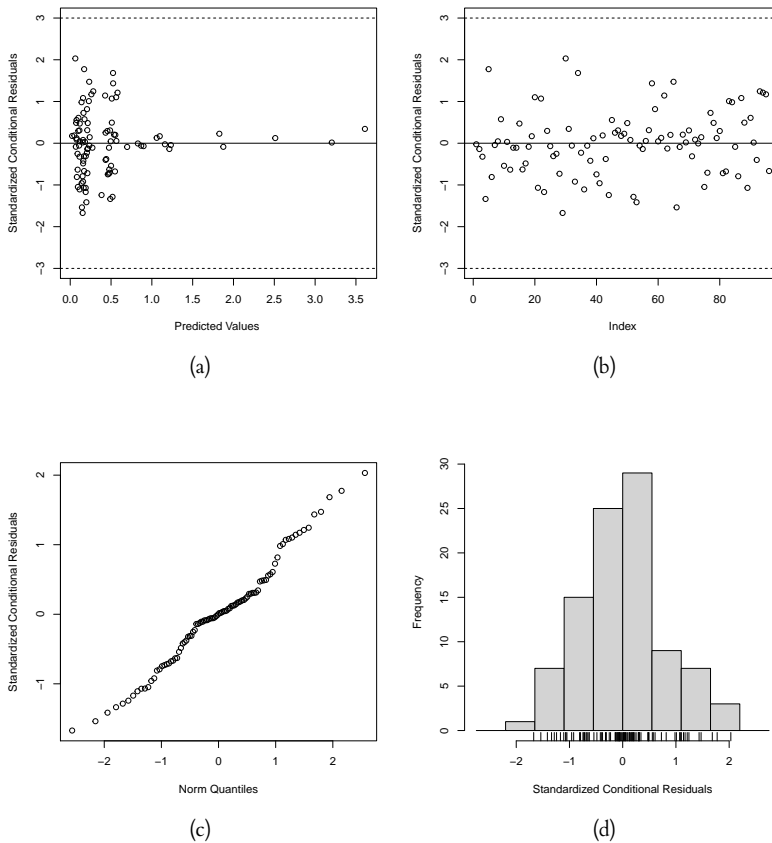 Standardized Conditional Residuals
3
2
1
0
−1
−2
−3
0.0 0.5 1.0 1.5 2.0 2.5 3.0 3.5
Predicted Values
(a)
Standardized Conditional Residuals
3
2
1
0
−1
−2
−3
0 20 40 60 80
Index
(b)
Standardized Conditional Residuals
2
1
0
−1
−2 −1 0 1 2
Norm Quantiles
(c)
Frequency
30
25
20
15
10
5
0
−2 −1 0 1 2
Standardized Conditional Residuals
(d)